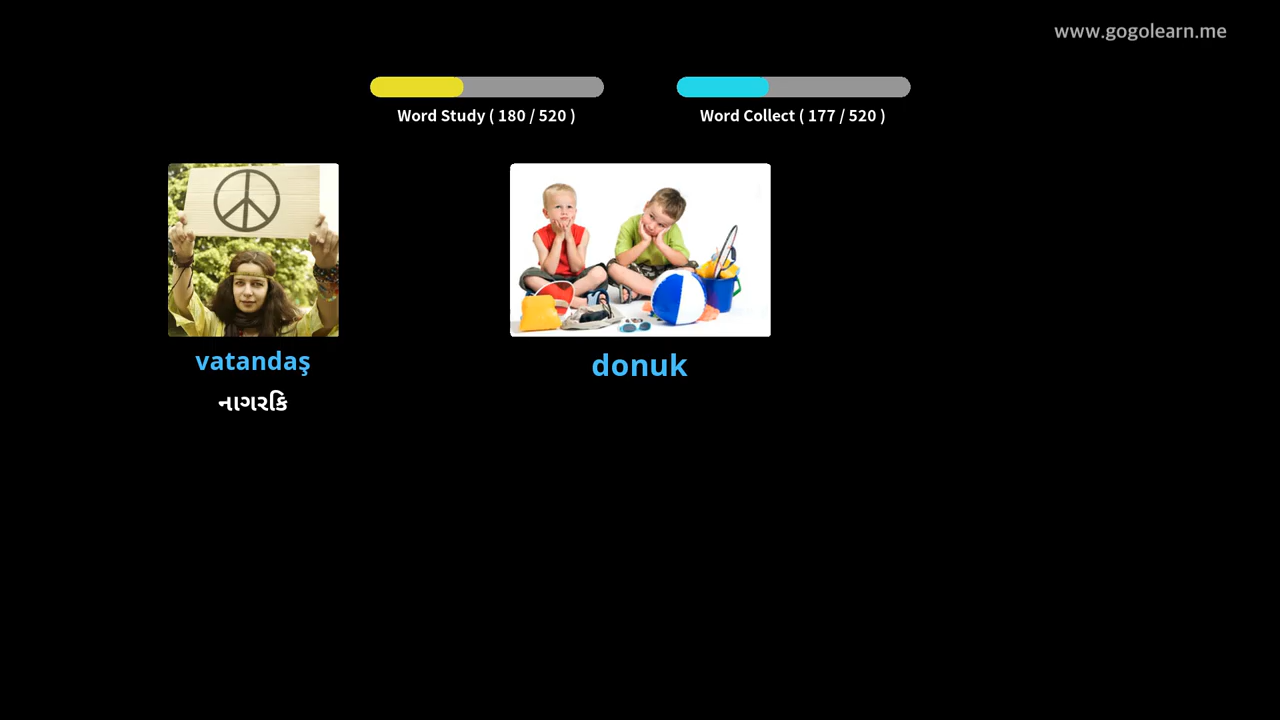 www.gogolearn.me
Word Study ( 180 / 520 )
Word Collect ( 177 / 520 )
vatandaş
donuk
નાગરિક